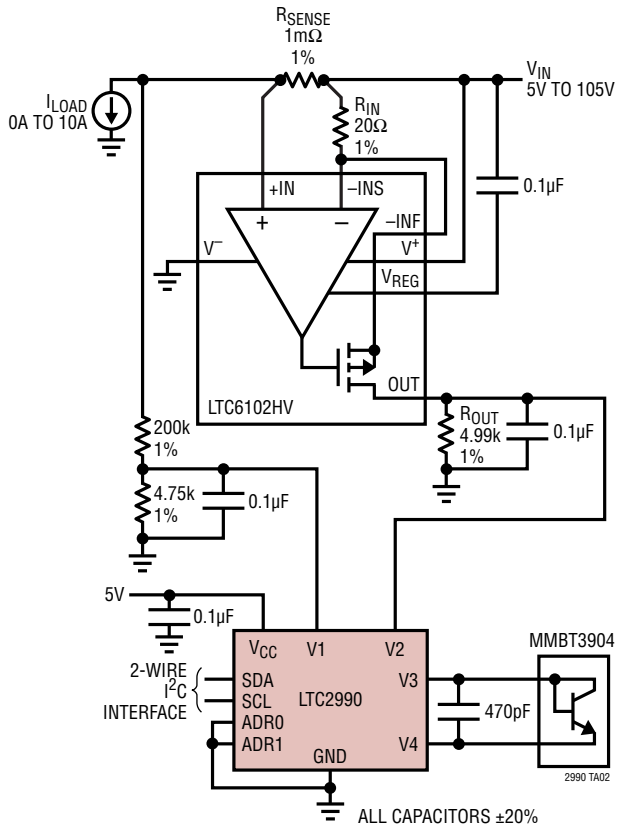 RSENSE
1mΩ
1%
VIN
5V TO 105V
ILOAD
0A TO 10A
RIN
20Ω
1%
0.1µF
+IN
–INS
–INF
+
–
V–
V+
VREG
OUT
LTC6102HV
200k
1%
ROUT
4.99k
1%
0.1µF
4.75k
1%
0.1µF
5V
0.1µF
VCC
V1
V2
MMBT3904
2-WIRE
I2C
INTERFACE
SDA
SCL
ADR0
ADR1
LTC2990
V3
V4
GND
470pF
2990 TA02
ALL CAPACITORS ±20%